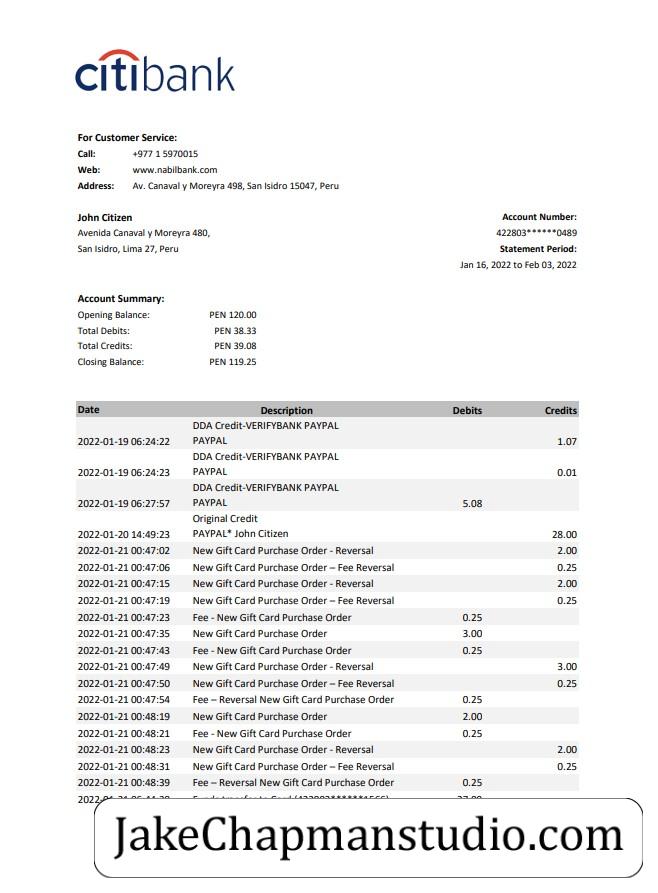 citibank
For Customer Service:
Call: +977 1 5970015
Web: www.nabilbank.com
Address: Av. Canaval y Moreyra 498, San Isidro 15047, Peru
John Citizen Account Number:
Avenida Canaval y Moreyra 480, 422803******0489
San Isidro, Lima 27, Peru Statement Period:
Jan 16, 2022 to Feb 03, 2022
Account Summary:
Opening Balance: PEN 120.00
Total Debits: PEN 38.33
Total Credits: PEN 39.08
Closing Balance: PEN 119.25
Date Description Debits Credits
DDA Credit-VERIFYBANK PAYPAL
2022-01-19 06:24:22 PAYPAL 1.07
DDA Credit-VERIFYBANK PAYPAL
2022-01-19 06:24:23 PAYPAL 0.01
DDA Credit-VERIFYBANK PAYPAL
2022-01-19 06:27:57 PAYPAL 5.08
Original Credit
2022-01-20 14:49:23 PAYPAL* John Citizen 28.00
2022-01-21 00:47:02 New Gift Card Purchase Order - Reversal 2.00
2022-01-21 00:47:06 New Gift Card Purchase Order – Fee Reversal 0.25
2022-01-21 00:47:15 New Gift Card Purchase Order - Reversal 2.00
2022-01-21 00:47:19 New Gift Card Purchase Order – Fee Reversal 0.25
2022-01-21 00:47:23 Fee - New Gift Card Purchase Order 0.25
2022-01-21 00:47:35 New Gift Card Purchase Order 3.00
2022-01-21 00:47:43 Fee - New Gift Card Purchase Order 0.25
2022-01-21 00:47:49 New Gift Card Purchase Order - Reversal 3.00
2022-01-21 00:47:50 New Gift Card Purchase Order – Fee Reversal 0.25
2022-01-21 00:47:54 Fee – Reversal New Gift Card Purchase Order 0.25
2022-01-21 00:48:19 New Gift Card Purchase Order 2.00
2022-01-21 00:48:21 Fee - New Gift Card Purchase Order 0.25
2022-01-21 00:48:23 New Gift Card Purchase Order - Reversal 2.00
2022-01-21 00:48:31 New Gift Card Purchase Order – Fee Reversal 0.25
2022-01-21 00:48:39 Fee – Reversal New Gift Card Purchase Order 0.25
JakeChapmanstudio.com